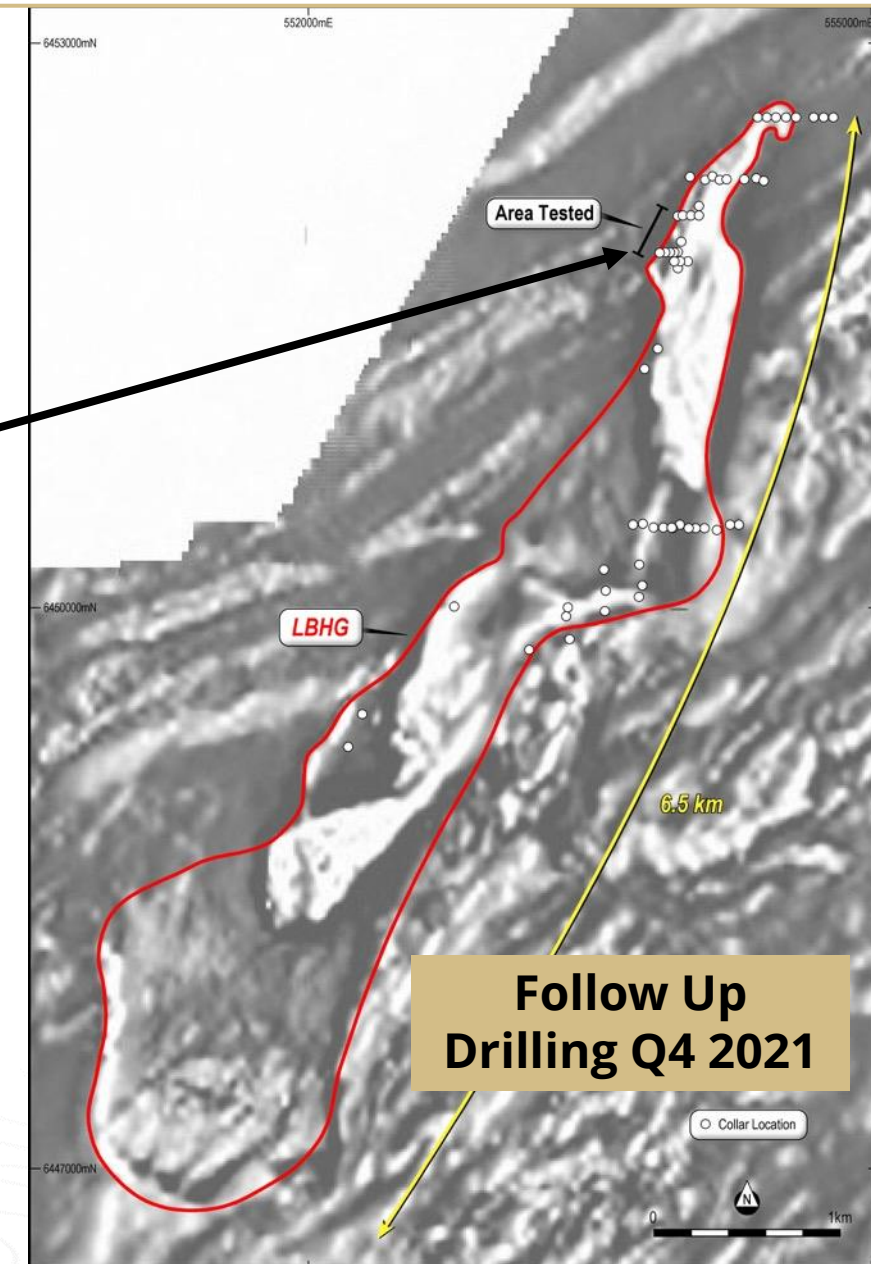 552000mE
555000mE
6453000mN
Area Tested
6450000mN
LBHG
6.5 km
Follow Up
Drilling Q4 2021
Collar Location
6447000mN
N
0
1km